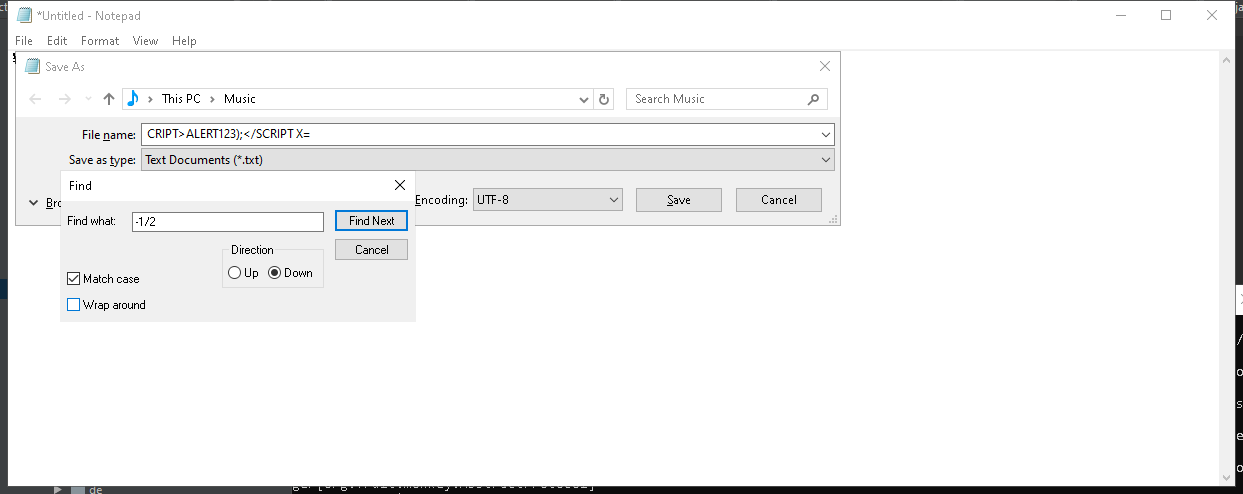 *Untitled - Notepad
File Edit Format View Help
Save As
This PC > Music
Search Music
File name: CRIPT>ALERT123);</SCRIPT X=
Save as type: Text Documents (*.txt)
Find
Encoding: UTF-8 Save Cancel
Find what: -1/2 Find Next
Direction Cancel
Up Down
Match case
Wrap around
de